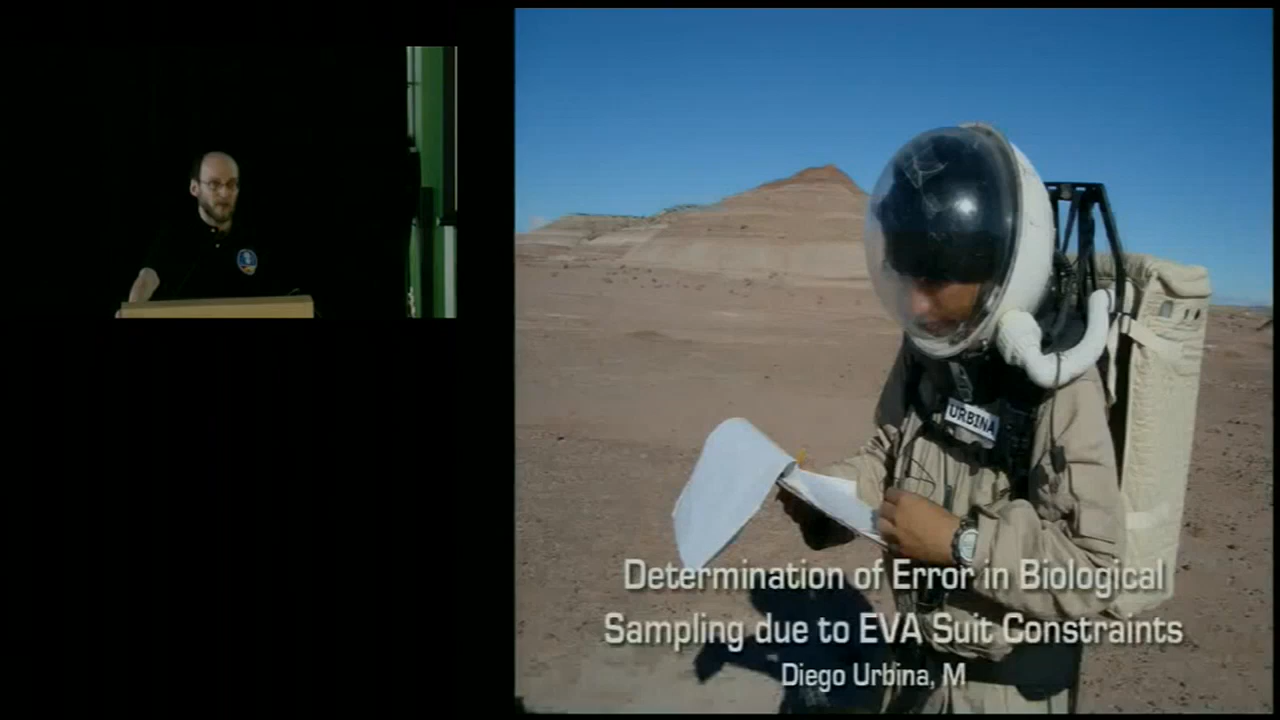 URBINA
Determination of Error in Biological
Sampling due to EVA Suit Constraints
Diego Urbina, M